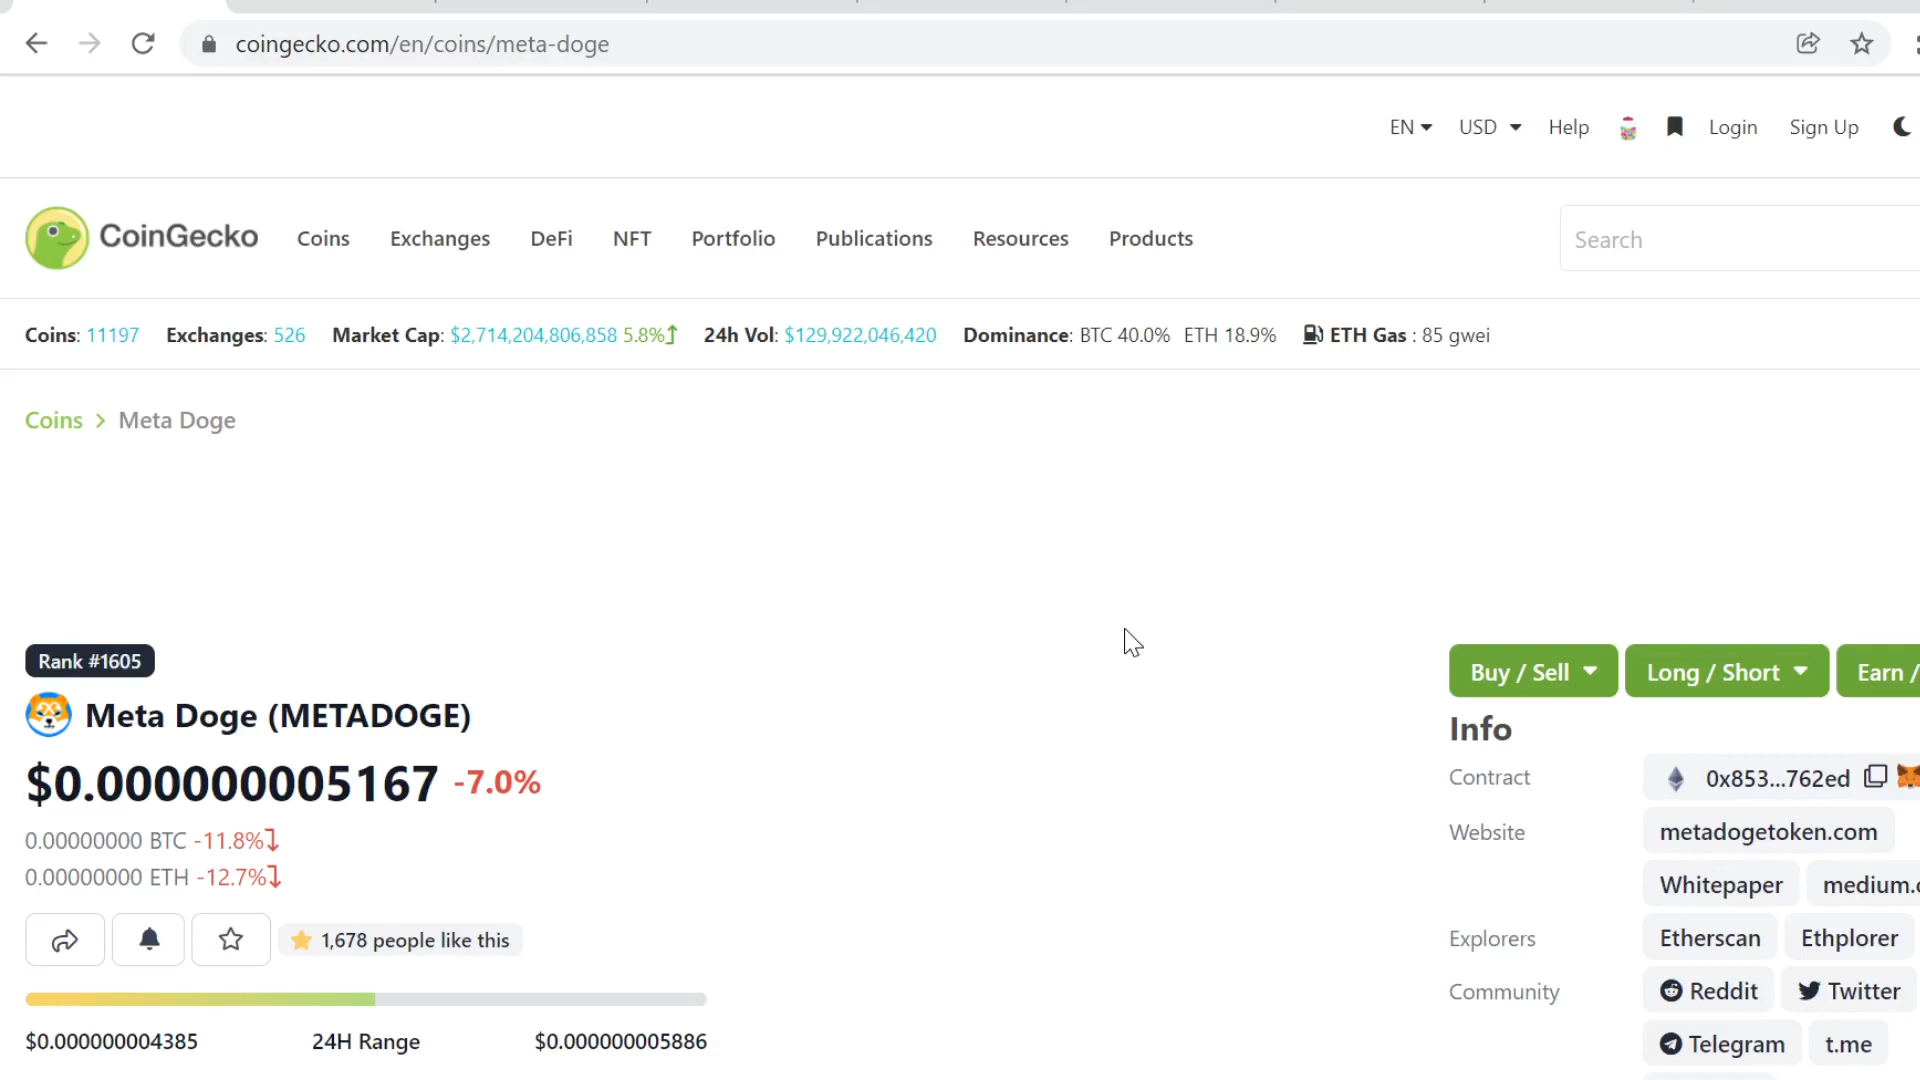 coingecko.com/en/coins/meta-doge
EN USD Help Login Sign Up
CoinGecko Coins Exchanges DeFi NFT Portfolio Publications Resources Products Search
Coins: 11197 Exchanges: 526 Market Cap: $2,714,204,806,858 5.8% 24h Vol: $129,922,046,420 Dominance: BTC 40.0% ETH 18.9% ETH Gas : 85 gwei
Coins > Meta Doge
Rank #1605
Meta Doge (METADOGE)
$0.000000005167 -7.0%
0.00000000 BTC -11.8%
0.00000000 ETH -12.7%
1,678 people like this
$0.000000004385 24H Range $0.000000005886
Buy / Sell Long / Short Earn /
Info
Contract 0x853...762ed
Website metadogetoken.com
Whitepaper medium.c
Explorers Etherscan Ethplorer
Community Reddit Twitter
Telegram t.me